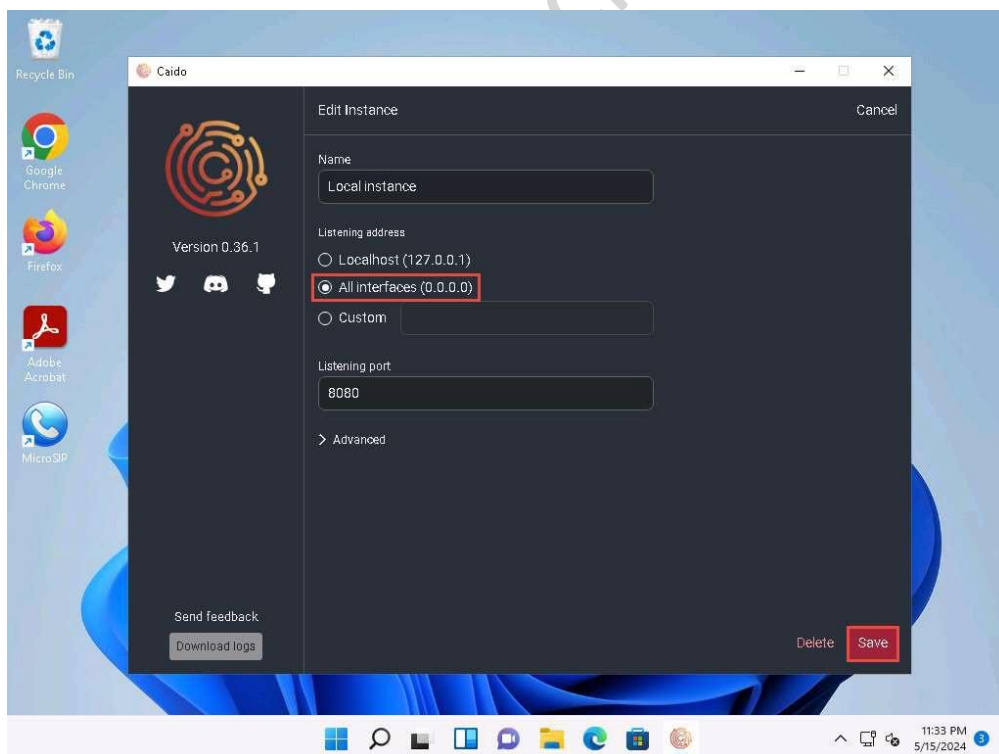 Recycle Bin
Google
Chrome
Firefox
Adobe
Acrobat
MicroSIP
Caido
Version 0.36.1
Send feedback
Download logs
Edit Instance
Cancel
Name
Local instance
Listening address
Localhost (127.0.0.1)
All interfaces (0.0.0.0)
Custom
Listening port
8080
Advanced
Delete
Save
11:33 PM
5/15/2024
3